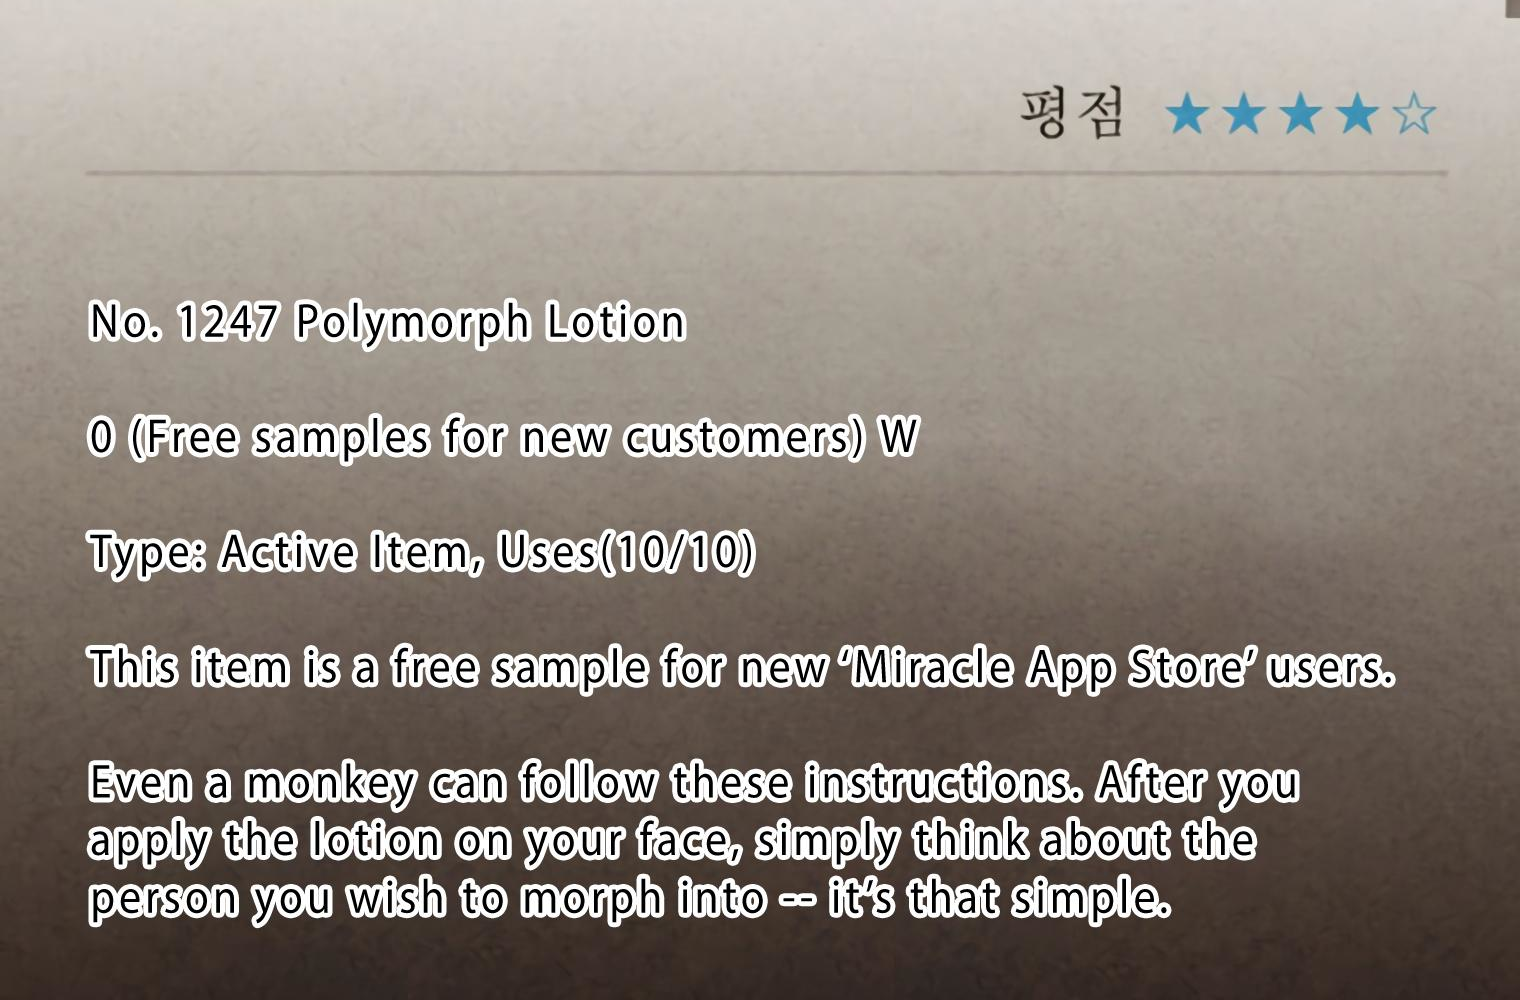 평점 ★★★★☆
No. 1247 Polymorph Lotion
0 (Free samples for new customers) W
Type: Active Item, Uses(10/10)
This item is a free sample for new ‘Miracle App Store’ users.
Even a monkey can follow these instructions. After you
apply the lotion on your face, simply think about the
person you wish to morph into -- it’s that simple.